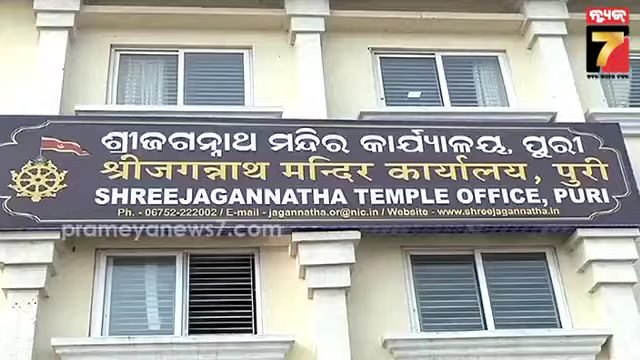 ନ୍ୟୁଜ୍
7
ଶ୍ରୀଜଗନ୍ନାଥ ମନ୍ଦିର କାର୍ଯ୍ୟାଳୟ, ପୁରୀ
श्रीजगन्नाथ मन्दिर कार्यालय, पुरी
SHREEJAGANNATHA TEMPLE OFFICE, PURI
Ph. - 06752-222002 / E-mail - jagannatha.or@nic.in / Website - www.shreejagannatha.in
prameyanews7.com